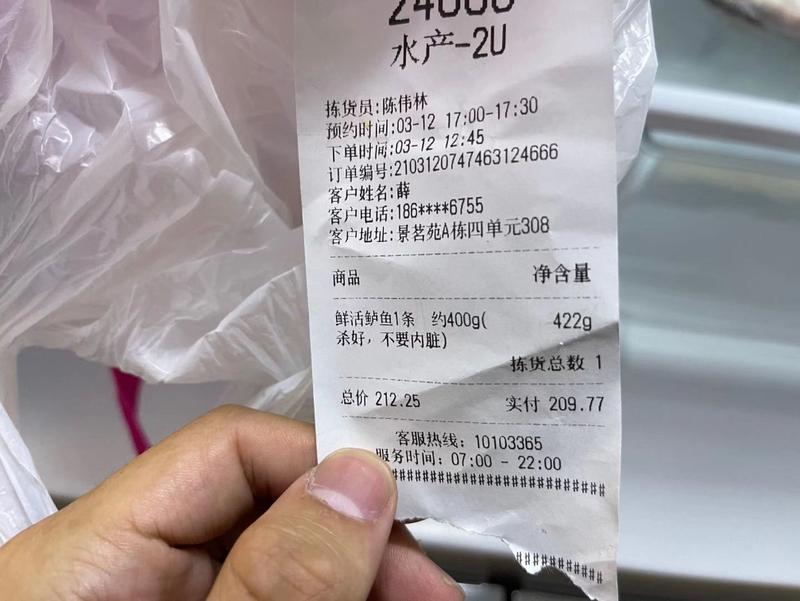 水产-2U
拣货员:陈伟林
预约时间:03-12 17:00-17:30
下单时间:03-12 12:45
订单编号:2103120747463124666
客户姓名:薛
客户电话:186****6755
客户地址:景茗苑A栋四单元308
商品 净含量
鲜活鲈鱼1条 约400g( 422g
杀好，不要内脏)
拣货总数 1
总价 212.25 实付 209.77
客服热线：10103365
服务时间：07:00 - 22:00